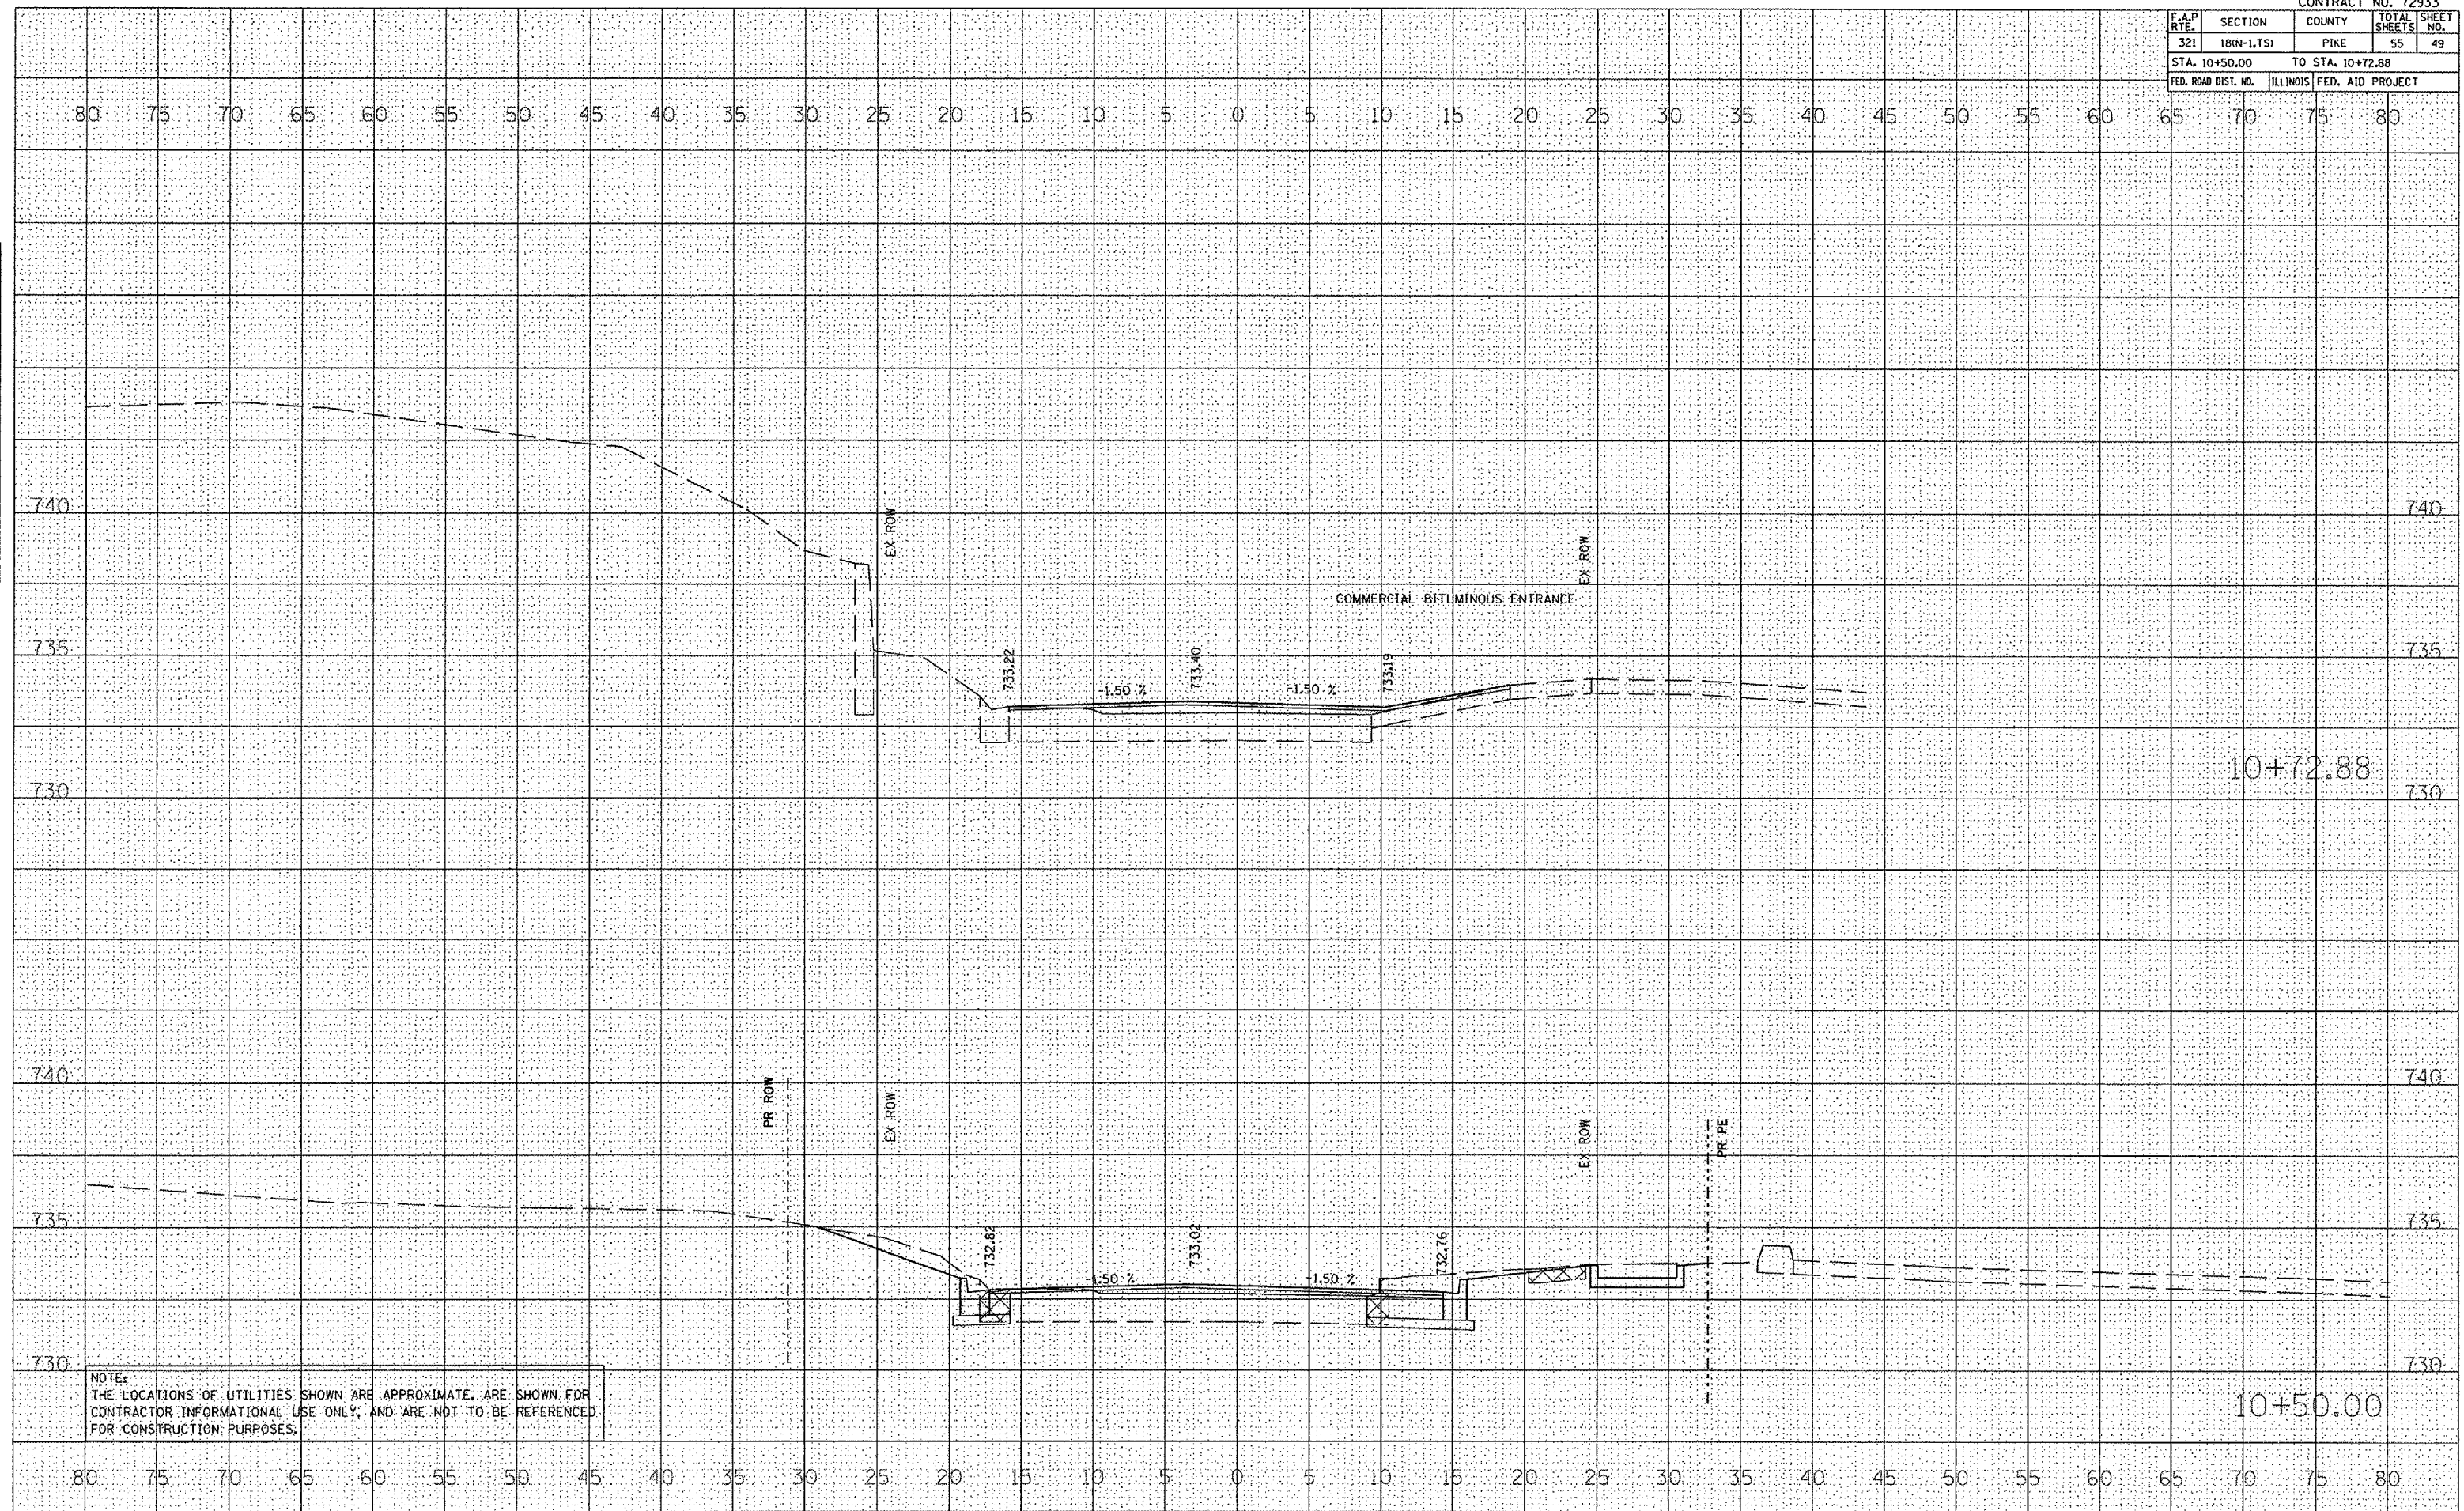 CONTRACT NO. 72933
F.A.P RTE. SECTION COUNTY TOTAL SHEETS SHEET NO.
321 18(N-1,TS) PIKE 55 49
STA. 10+50.00 TO STA. 10+72.88
FED. ROAD DIST. NO. ILLINOIS FED. AID PROJECT
80 75 70 65 60 55 50 45 40 35 30 25 20 15 10 5 0 5 10 15 20 25 30 35 40 45 50 55 60 65 70 75 80
740 EX ROW 740
EX ROW
COMMERCIAL BITUMINOUS ENTRANCE
735 733.22 733.40 733.19 735
-1.50 % -1.50 %
10+72.88
730 730
740 740
PR ROW EX ROW EX ROW PR PE
735 732.82 733.02 732.76 735
-1.50 % -1.50 %
730 730
NOTE:
THE LOCATIONS OF UTILITIES SHOWN ARE APPROXIMATE, ARE SHOWN FOR
CONTRACTOR INFORMATIONAL USE ONLY, AND ARE NOT TO BE REFERENCED
FOR CONSTRUCTION PURPOSES.
10+50.00
80 75 70 65 60 55 50 45 40 35 30 25 20 15 10 5 0 5 10 15 20 25 30 35 40 45 50 55 60 65 70 75 80